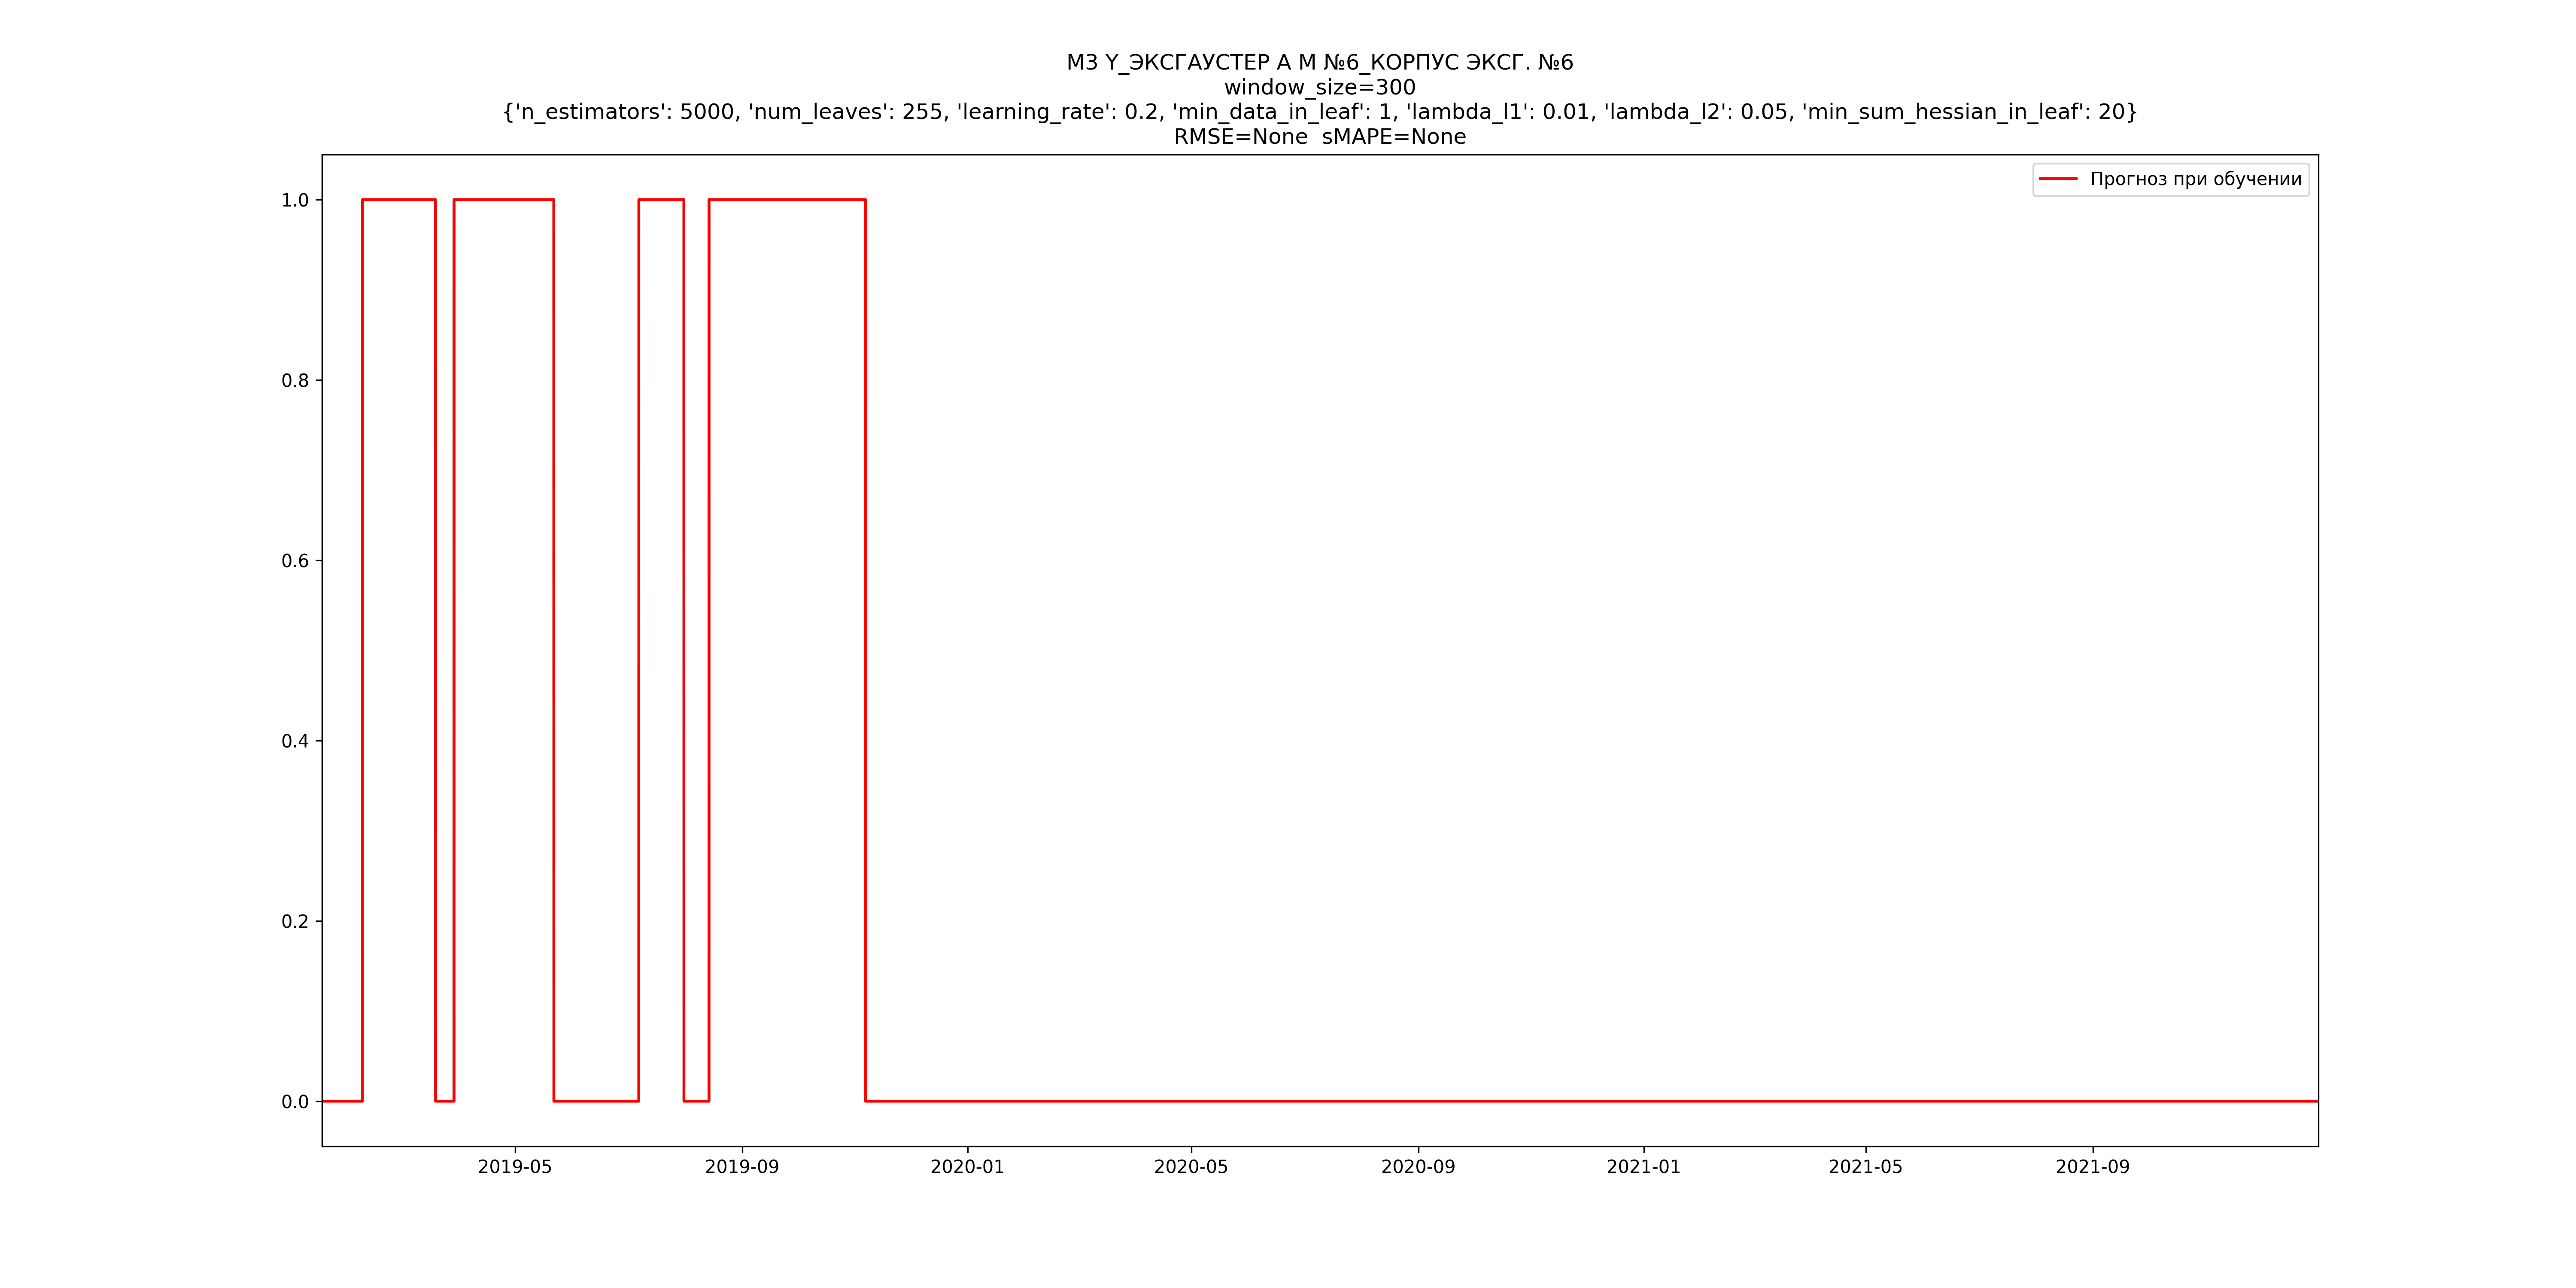 М3 Y_ЭКСГАУСТЕР А М №6_КОРПУС ЭКСГ. №6
window_size=300
{'n_estimators': 5000, 'num_leaves': 255, 'learning_rate': 0.2, 'min_data_in_leaf': 1, 'lambda_l1': 0.01, 'lambda_l2': 0.05, 'min_sum_hessian_in_leaf': 20}
RMSE=None  sMAPE=None
Прогноз при обучении
1.0
0.8
0.6
0.4
0.2
0.0
2019-05
2019-09
2020-01
2020-05
2020-09
2021-01
2021-05
2021-09